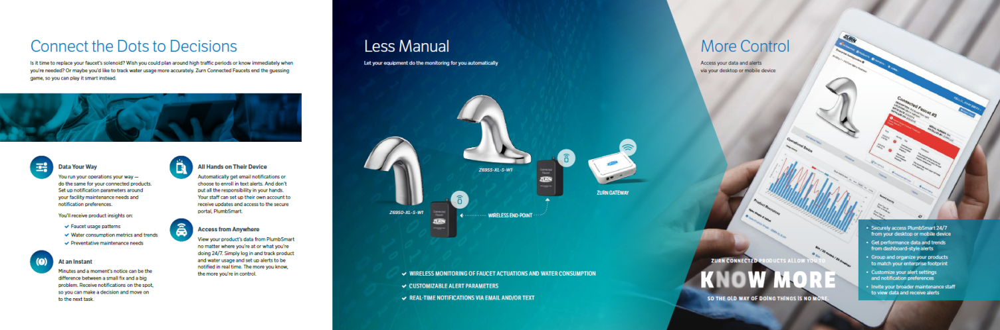 Connect the Dots to Decisions
Is it time to replace your faucet's solenoid? Wish you could plan around high traffic periods or know immediately when
you're needed? Or maybe you'd like to track water usage more accurately. Zurn Connected Faucets end the guessing
game, so you can play it smart instead.
Data Your Way
You run your operations your way —
do the same for your connected products.
Set up notification parameters around
your facility maintenance needs and
notification preferences.
You'll receive product insights on:
Faucet usage patterns
Water consumption metrics and trends
Preventative maintenance needs
At an Instant
Minutes and a moment's notice can be the
difference between a small fix and a big
problem. Receive notifications on the spot,
so you can make a decision and move on
to the next task.
All Hands on Their Device
Automatically get email notifications or
choose to enroll in text alerts. And don't
put all the responsibility in your hands.
Your staff can set up their own account to
receive updates and access to the secure
portal, PlumbSmart.
Access from Anywhere
View your product's data from PlumbSmart
no matter where you're at or what you're
doing 24/7. Simply log in and track product
and water usage and set up alerts to be
notified in real time. The more you know,
the more you're in control.
Less Manual
Let your equipment do the monitoring for you automatically
Z6955-XL-S-W1
Connected
Faucet
ZURN
ZURN
ZURN GATEWAY
Z6950-XL-S-W1
Connected
Faucet
ZURN
WIRELESS END-POINT
WIRELESS MONITORING OF FAUCET ACTUATIONS AND WATER CONSUMPTION
CUSTOMIZABLE ALERT PARAMETERS
REAL-TIME NOTIFICATIONS VIA EMAIL AND/OR TEXT
More Control
Access your data and alerts
via your desktop or mobile device
ZURN
Connected Faucet #3
Operational Status
Product Resources
ZURN CONNECTED PRODUCTS ALLOW YOU TO
KNOW MORE
SO THE OLD WAY OF DOING THINGS IS NO MORE.
• Securely access PlumbSmart 24/7
from your desktop or mobile device
• Get performance data and trends
from dashboard-style alerts
• Group and organize your products
to match your enterprise footprint
• Customize your alert settings
and notification preferences
• Invite your broader maintenance staff
to view data and receive alerts